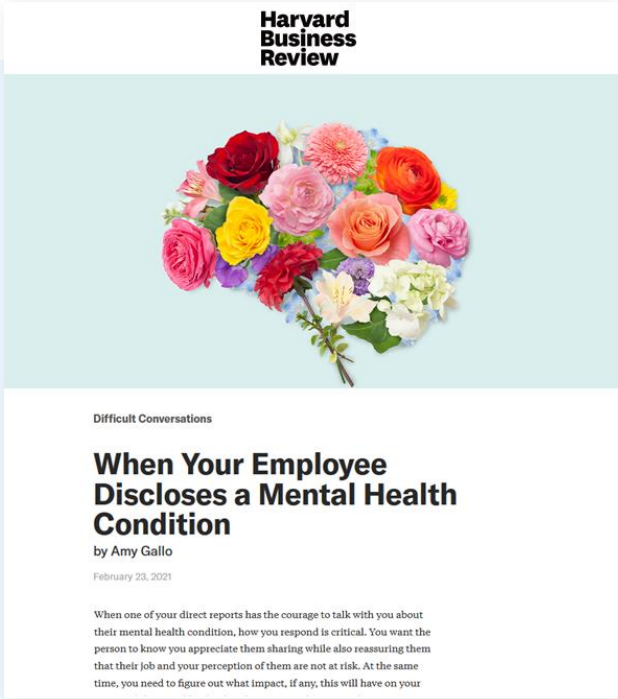 Harvard
Business
Review
Difficult Conversations
When Your Employee
Discloses a Mental Health
Condition
by Amy Gallo
February 23, 2021
When one of your direct reports has the courage to talk with you about
their mental health condition, how you respond is critical. You want the
person to know you appreciate them sharing while also reassuring them
that their job and your perception of them are not at risk. At the same
time, you need to figure out what impact, if any, this will have on your